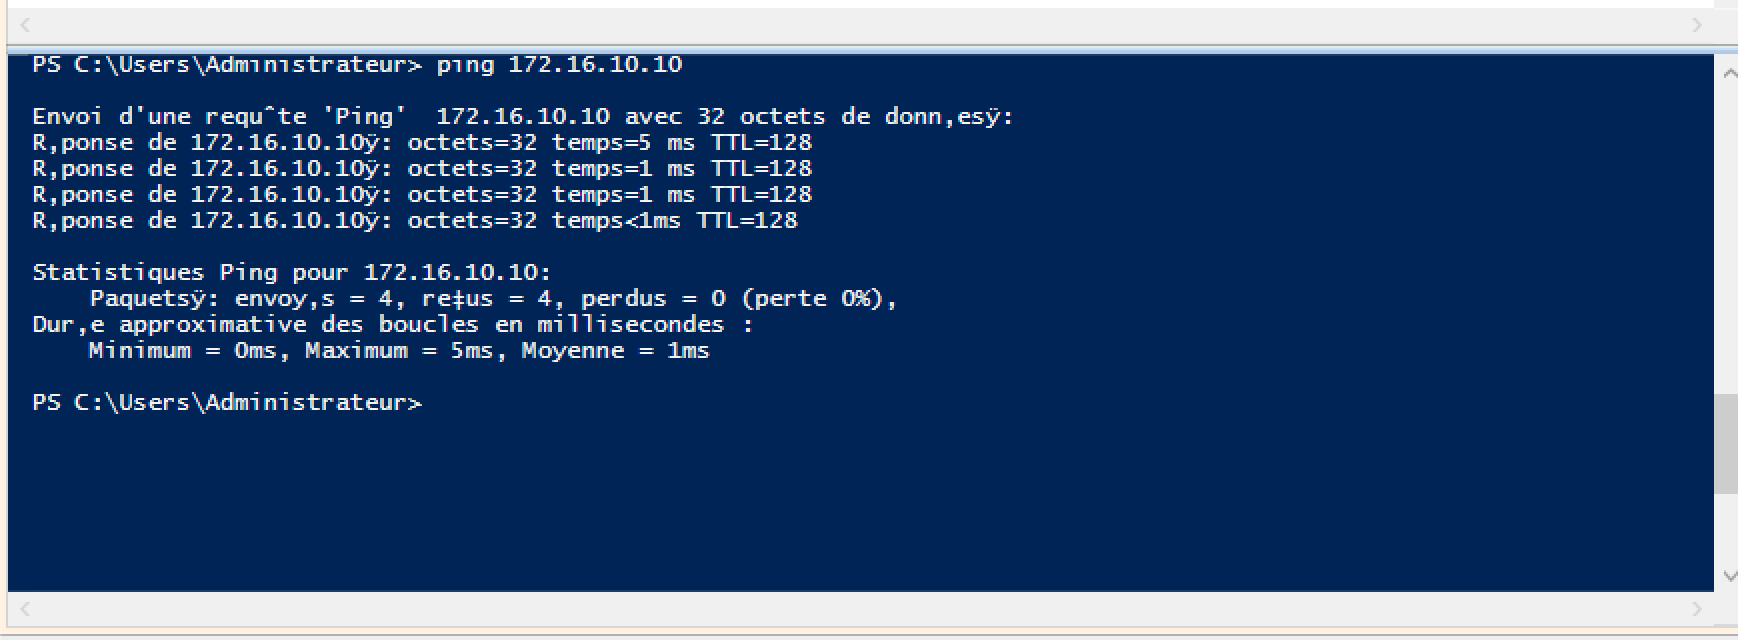 PS C:\Users\Administrateur> ping 172.16.10.10
Envoi d'une requˆte 'Ping'  172.16.10.10 avec 32 octets de donn‚esÿ:
R‚ponse de 172.16.10.10ÿ: octets=32 temps=5 ms TTL=128
R‚ponse de 172.16.10.10ÿ: octets=32 temps=1 ms TTL=128
R‚ponse de 172.16.10.10ÿ: octets=32 temps=1 ms TTL=128
R‚ponse de 172.16.10.10ÿ: octets=32 temps<1ms TTL=128
Statistiques Ping pour 172.16.10.10:
    Paquetsÿ: envoy‚s = 4, re‡us = 4, perdus = 0 (perte 0%),
Dur‚e approximative des boucles en millisecondes :
    Minimum = 0ms, Maximum = 5ms, Moyenne = 1ms
PS C:\Users\Administrateur>